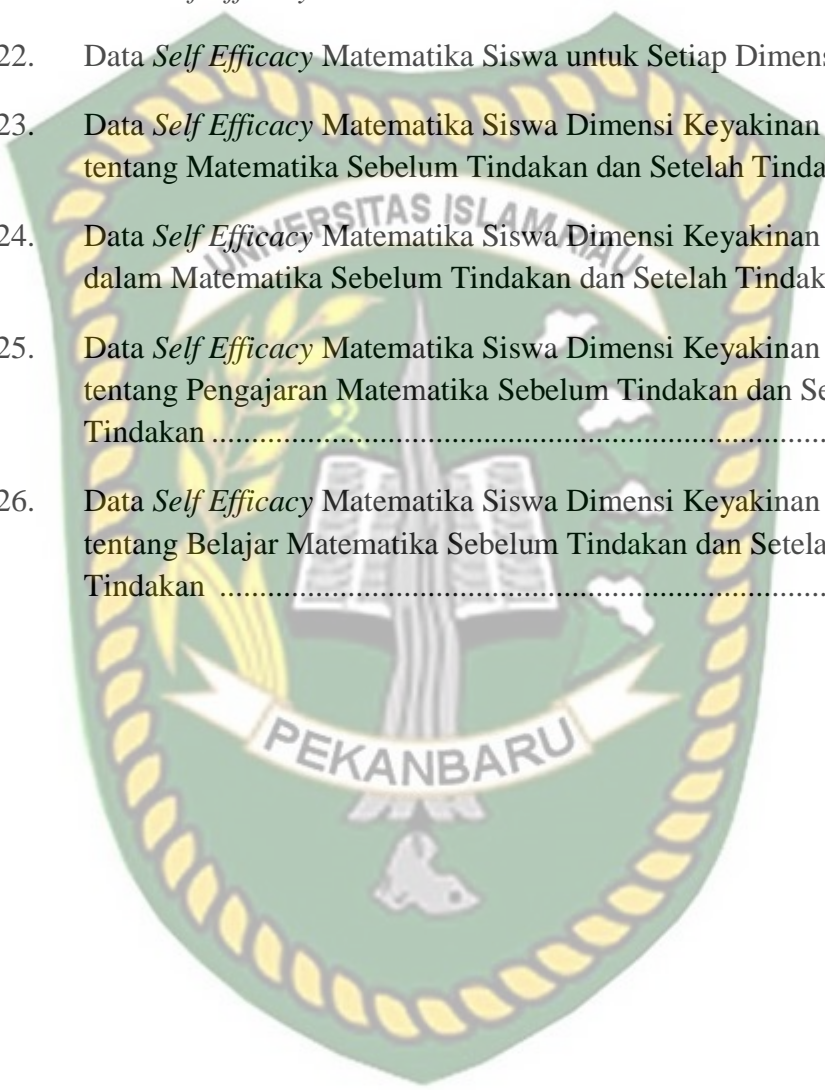 22. Data Self Efficacy Matematika Siswa untuk Setiap Dimens
23. Data Self Efficacy Matematika Siswa Dimensi Keyakinan
tentang Matematika Sebelum Tindakan dan Setelah Tinda
UNIVERSITAS ISLAM RIAU
24. Data Self Efficacy Matematika Siswa Dimensi Keyakinan
dalam Matematika Sebelum Tindakan dan Setelah Tindak
25. Data Self Efficacy Matematika Siswa Dimensi Keyakinan
tentang Pengajaran Matematika Sebelum Tindakan dan Se
Tindakan ..............................................................................
26. Data Self Efficacy Matematika Siswa Dimensi Keyakinan
tentang Belajar Matematika Sebelum Tindakan dan Setela
Tindakan .............................................................................
PEKANBARU